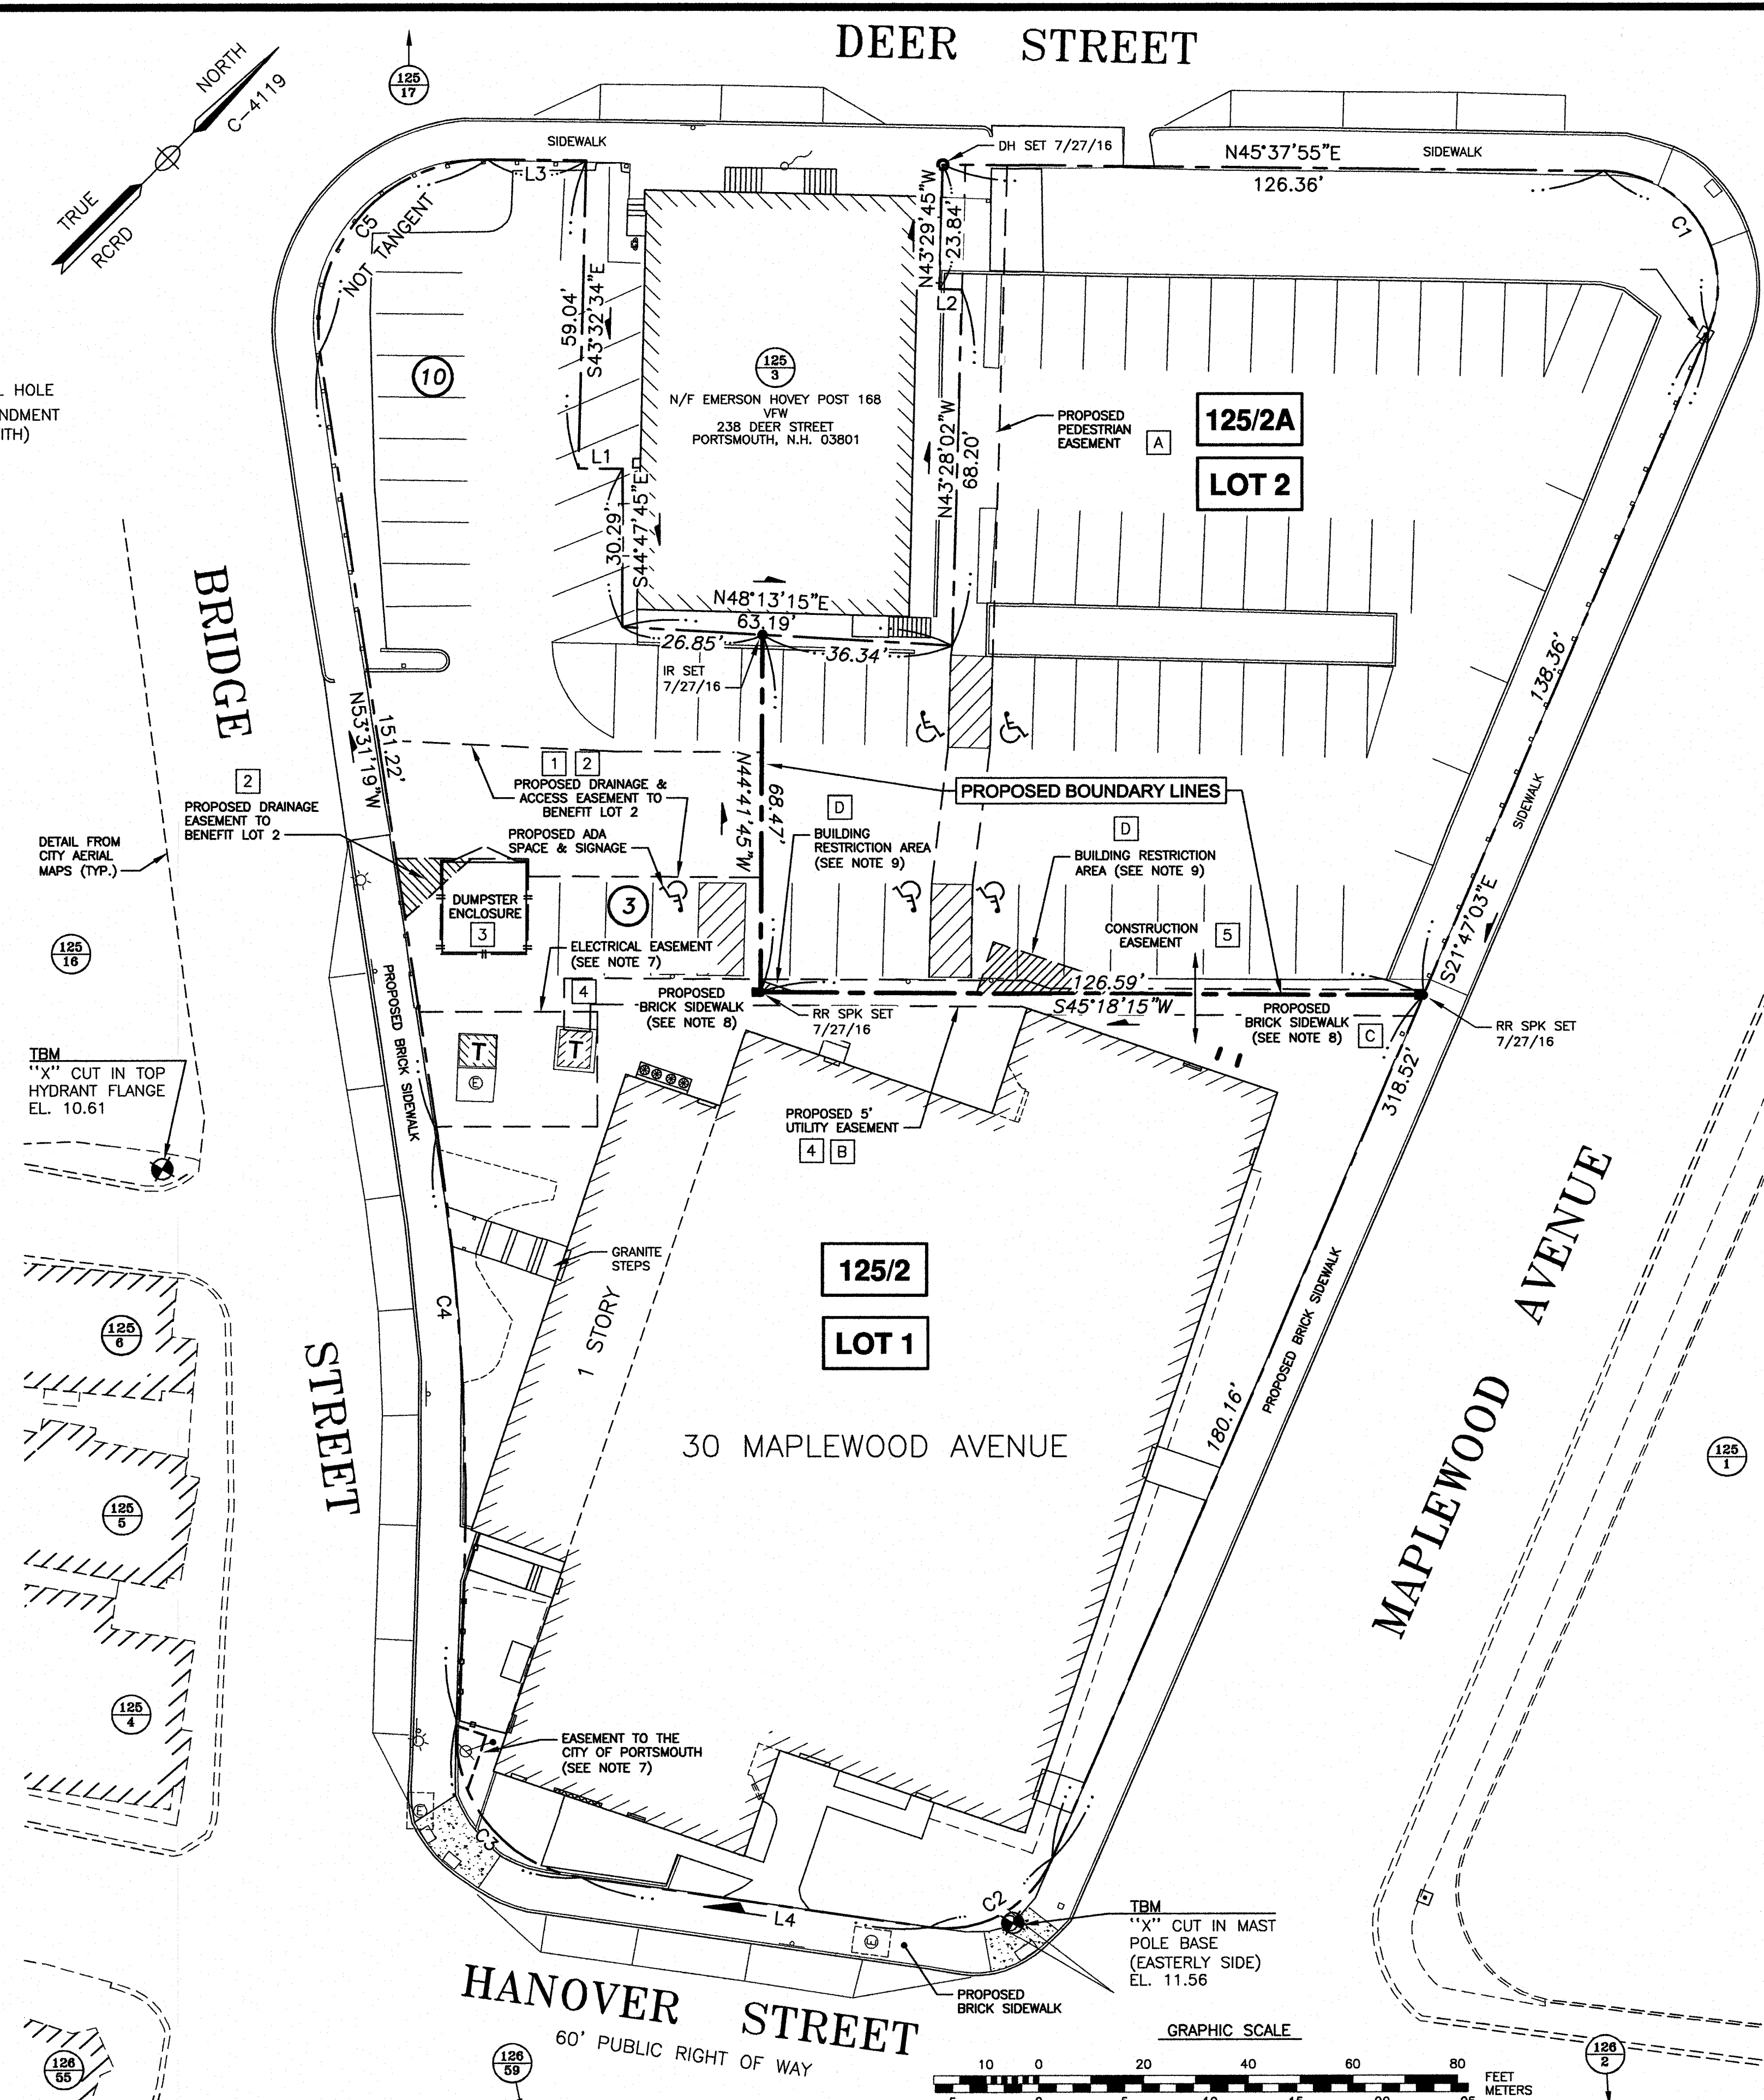 DEER STREET
NORTH
C-4119
TRUE
RCRD
125
17
SIDEWALK
DH SET 7/27/16
N45°37'55"E
126.36'
SIDEWALK
L3
C5
NOT TANGENT
N43°29'45"W
23.84'
L2
C1
59.04'
S43°32'34"E
10
HOLE
NDMENT
ITH)
125
3
N/F EMERSON HOVEY POST 168
VFW
238 DEER STREET
PORTSMOUTH, N.H. 03801
PROPOSED
PEDESTRIAN
EASEMENT
A
125/2A
LOT 2
L1
30.29'
S44°47'45"E
N43°28'02"W
68.20'
N48°13'15"E
63.19'
26.85'
36.34'
IR SET
7/27/16
138.36'
BRIDGE
N53°31'19"W
151.22'
2
PROPOSED DRAINAGE
EASEMENT TO
BENEFIT LOT 2
1 2
PROPOSED DRAINAGE &
ACCESS EASEMENT TO
BENEFIT LOT 2
PROPOSED ADA
SPACE & SIGNAGE
N44°41'45"W
68.47'
PROPOSED BOUNDARY LINES
D
BUILDING
RESTRICTION AREA
(SEE NOTE 9)
D
BUILDING RESTRICTION
AREA (SEE NOTE 9)
SIDEWALK
DETAIL FROM
CITY AERIAL
MAPS (TYP.)
DUMPSTER
ENCLOSURE
3
3
S21°47'03"E
125
16
ELECTRICAL EASEMENT
(SEE NOTE 7)
CONSTRUCTION
EASEMENT
5
4
PROPOSED
BRICK SIDEWALK
(SEE NOTE 8)
126.59'
S45°18'15"W
PROPOSED
BRICK SIDEWALK
(SEE NOTE 8)
C
RR SPK SET
7/27/16
RR SPK SET
7/27/16
PROPOSED BRICK SIDEWALK
T
T
E
TBM
"X" CUT IN TOP
HYDRANT FLANGE
EL. 10.61
318.52'
PROPOSED 5'
UTILITY EASEMENT
4 B
GRANITE
STEPS
C4
1 STORY
125/2
LOT 1
30 MAPLEWOOD AVENUE
180.16'
PROPOSED BRICK SIDEWALK
MAPLEWOOD AVENUE
125
6
STREET
125
5
125
1
125
4
EASEMENT TO THE
CITY OF PORTSMOUTH
(SEE NOTE 7)
E
C3
L4
C2
E
TBM
"X" CUT IN MAST
POLE BASE
(EASTERLY SIDE)
EL. 11.56
PROPOSED
BRICK SIDEWALK
HANOVER STREET
60' PUBLIC RIGHT OF WAY
126
55
126
59
126
2
GRAPHIC SCALE
10 0 20 40 60 80
FEET
METERS
5 0 5 10 15 20 25